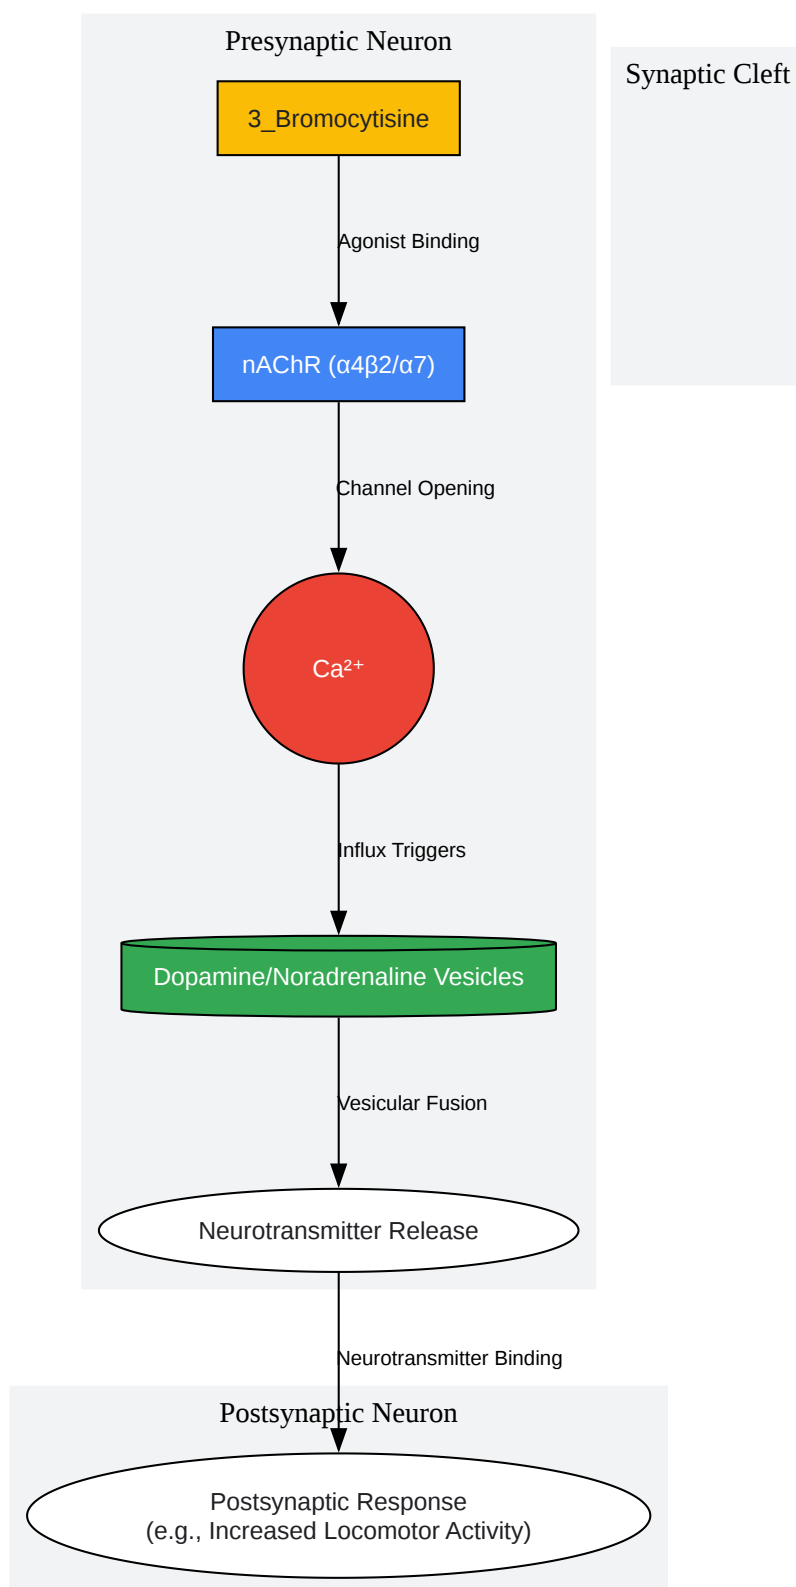 Presynaptic Neuron
Synaptic Cleft
3_Bromocytisine
Agonist Binding
nAChR (α4β2/α7)
Channel Opening
Ca²⁺
Influx Triggers
Dopamine/Noradrenaline Vesicles
Vesicular Fusion
Neurotransmitter Release
Neurotransmitter Binding
Postsynaptic Neuron
Postsynaptic Response
(e.g., Increased Locomotor Activity)